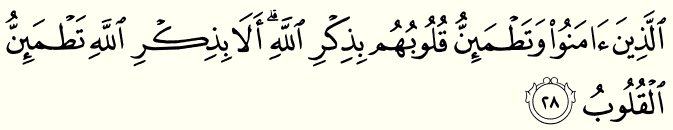 ٱلَّذِينَ ءَامَنُوا۟ وَتَطْمَئِنُّ قُلُوبُهُم بِذِكْرِ ٱللَّهِ ۗ أَلَا بِذِكْرِ ٱللَّهِ تَطْمَئِنُّ
ٱلْقُلُوبُ ٢٨